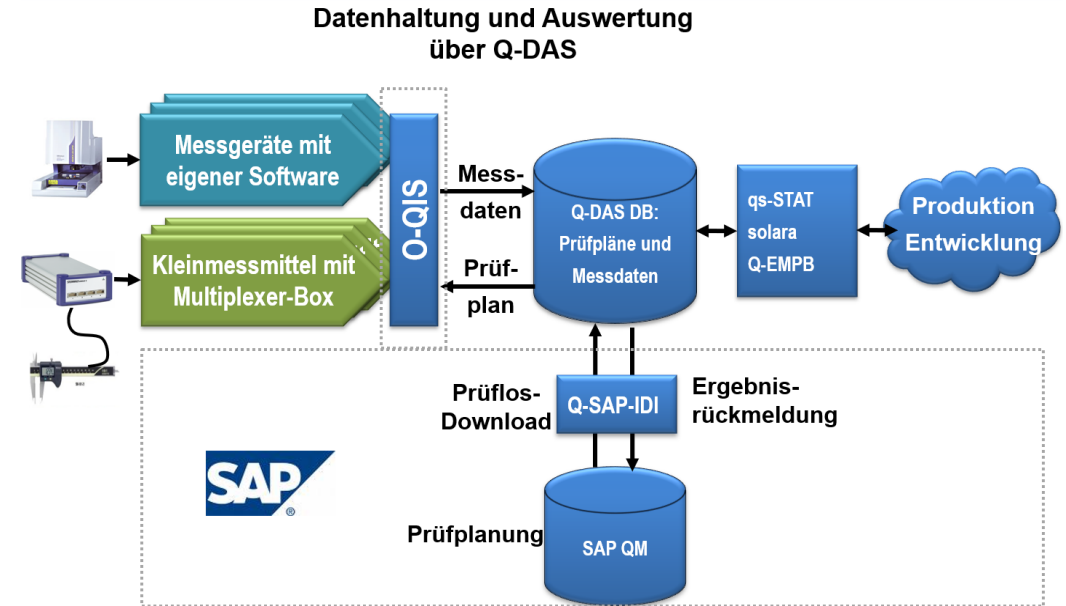 Datenhaltung und Auswertung
über Q-DAS
Messgeräte mit
eigener Software
Kleinmessmittel mit
Multiplexer-Box
O-QIS
Mess-
daten
Prüf-
plan
Q-DAS DB:
Prüfpläne und
Messdaten
qs-STAT
solara
Q-EMPB
Produktion
Entwicklung
Prüflos-
Download
Q-SAP-IDI
Ergebnis-
rückmeldung
SAP
®
Prüfplanung
SAP QM